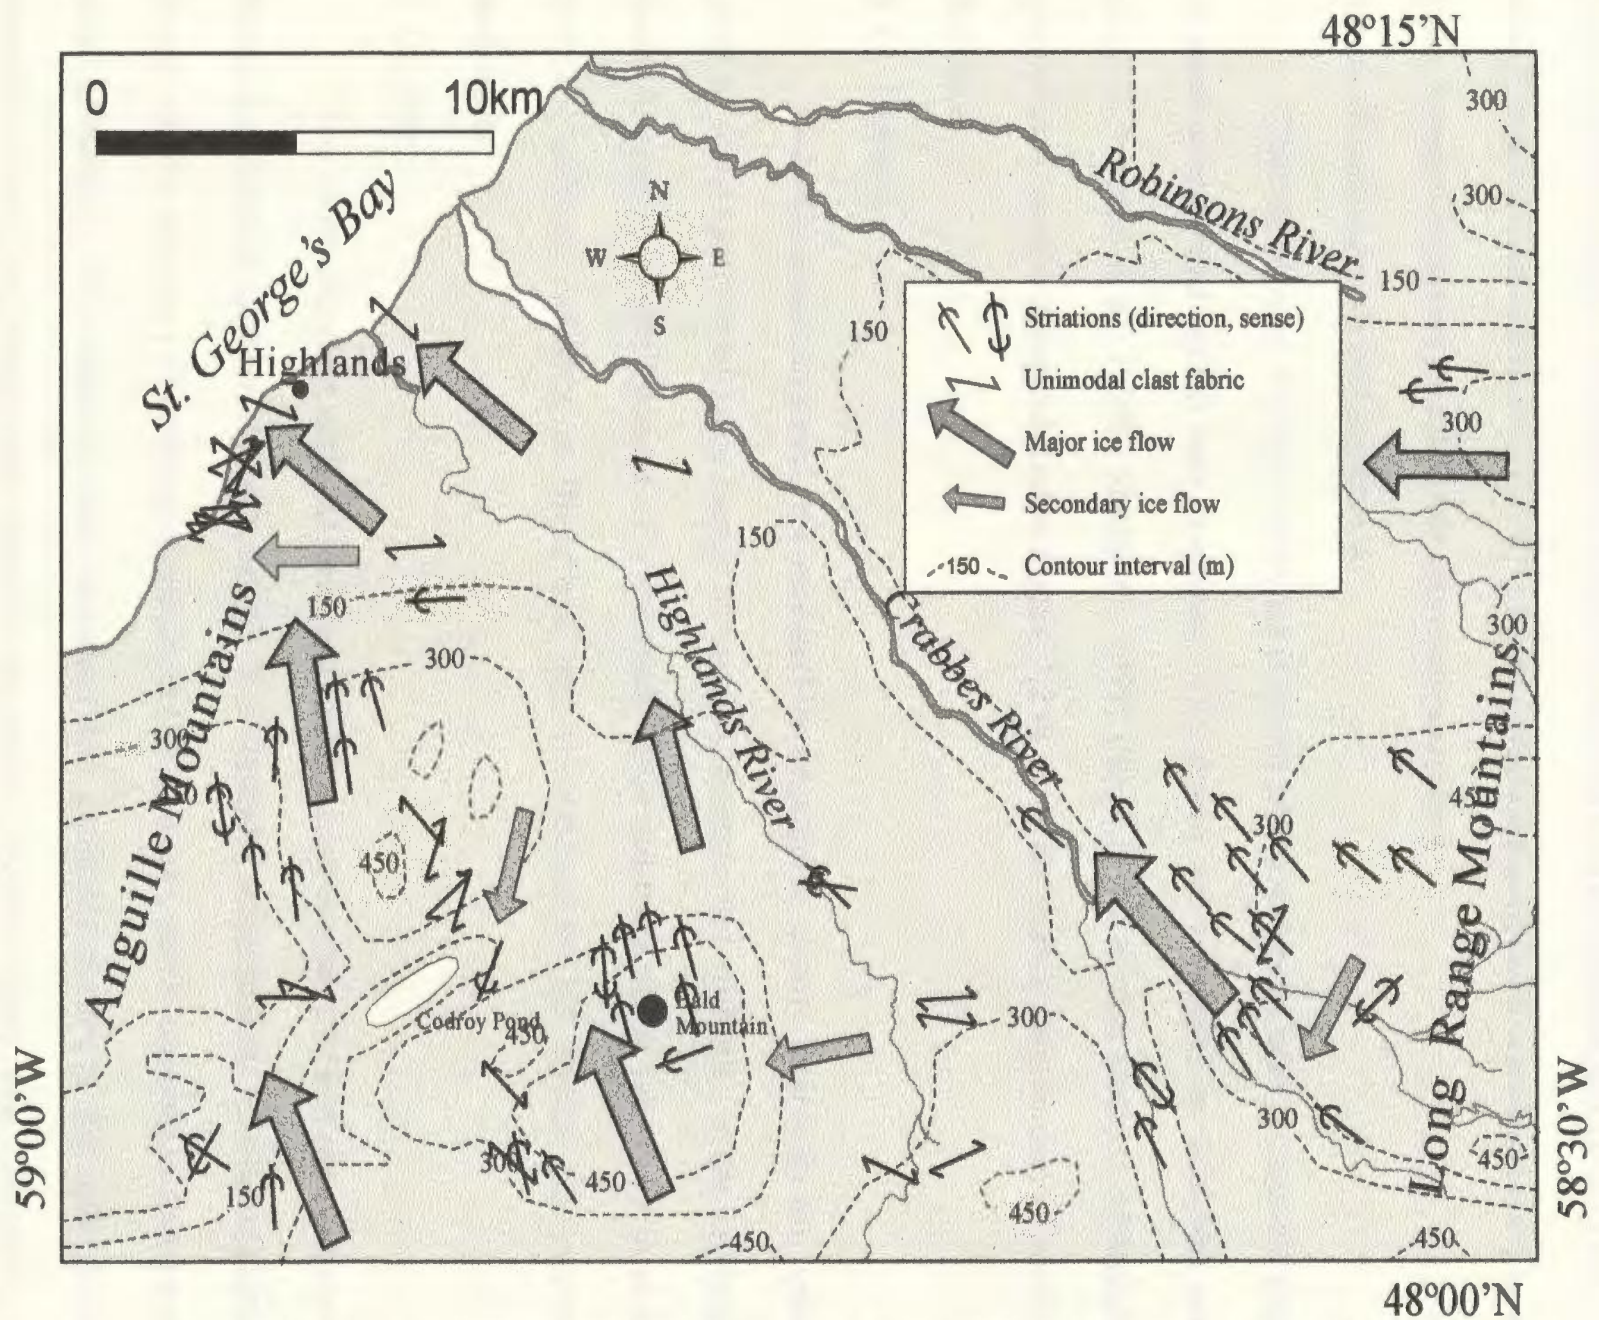 48°15'N
0 10km
300
Robinsons River
300
N
W E
S
St. George's Bay
150
150
Striations (direction, sense)
Highlands
Unimodal clast fabric
300
Major ice flow
Secondary ice flow
150
Contour interval (m)
150
Highlands River
Crabbes River
300
300
300
Anguille Mountains
Long Range Mountains
300
450
Codroy Pond
450
Bald
Mountain
300
59°00'W
58°30'W
300
300
450
450
150
450
450
450
48°00'N